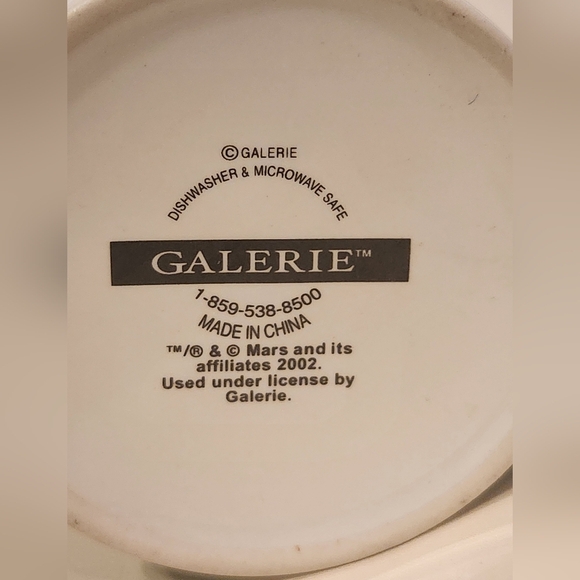 © GALERIE
DISHWASHER & MICROWAVE SAFE
GALERIE™
1-859-538-8500
MADE IN CHINA
™/® & © Mars and its
affiliates 2002.
Used under license by
Galerie.